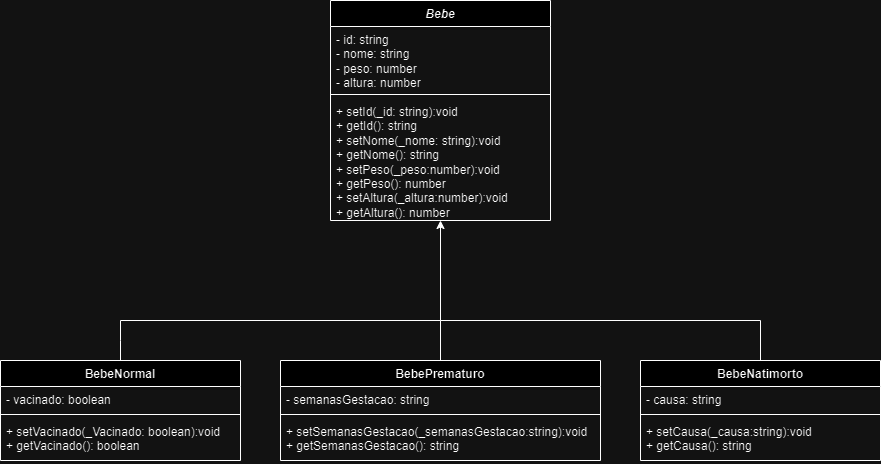 Bebe
- id: string
- nome: string
- peso: number
- altura: number
+ setId(_id: string):void
+ getId(): string
+ setNome(_nome: string):void
+ getNome(): string
+ setPeso(_peso:number):void
+ getPeso(): number
+ setAltura(_altura:number):void
+ getAltura(): number
BebeNormal
- vacinado: boolean
+ setVacinado(_Vacinado: boolean):void
+ getVacinado(): boolean
BebePrematuro
- semanasGestacao: string
+ setSemanasGestacao(_semanasGestacao:string):void
+ getSemanasGestacao(): string
BebeNatimorto
- causa: string
+ setCausa(_causa:string):void
+ getCausa(): string